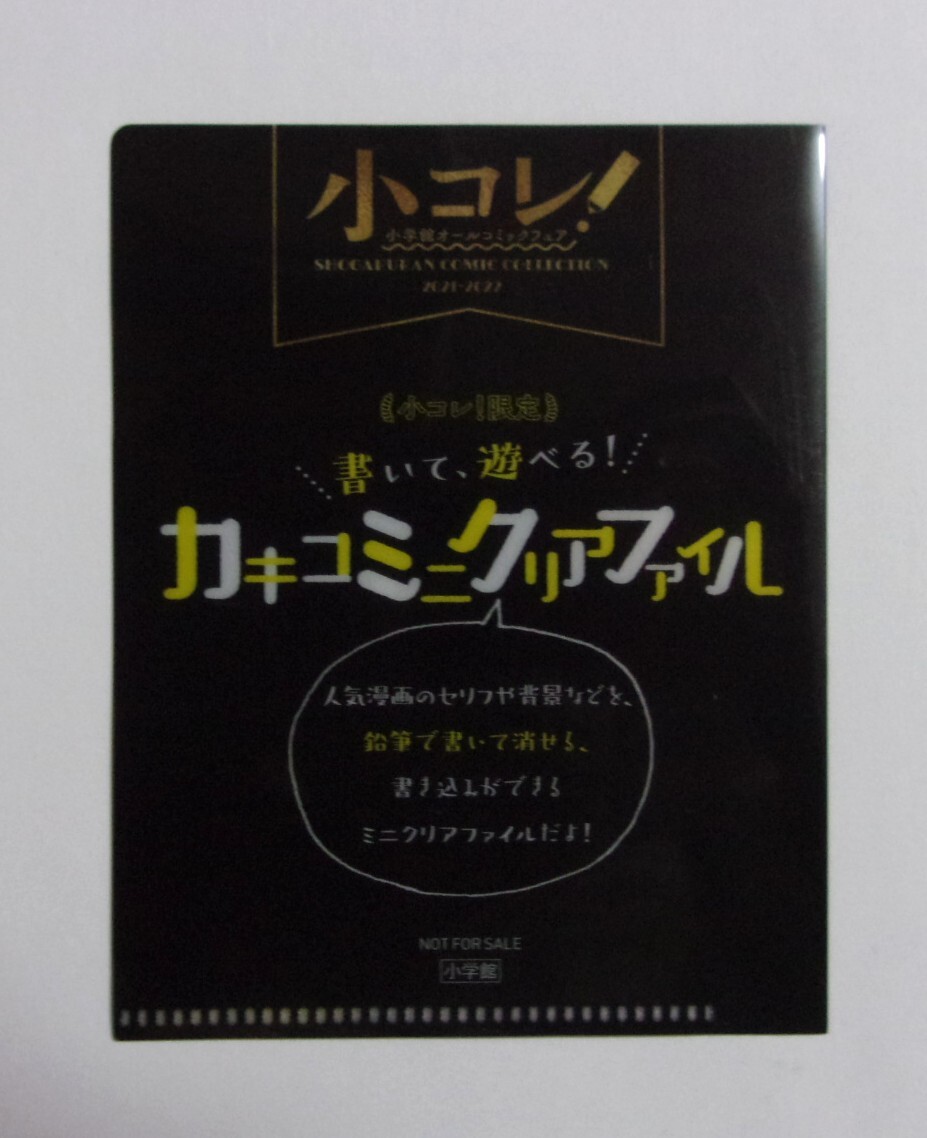 小コレ!
小学館オールコミックフェア
SHOGAKUKAN COMIC COLLECTION
2021-2022
《小コレ!限定》
書いて、遊べる!
カキコミミニクリアファイル
人気漫画のセリフや背景などを、
鉛筆で書いて消せる、
書き込みができる
ミニクリアファイルだよ!
NOT FOR SALE
小学館